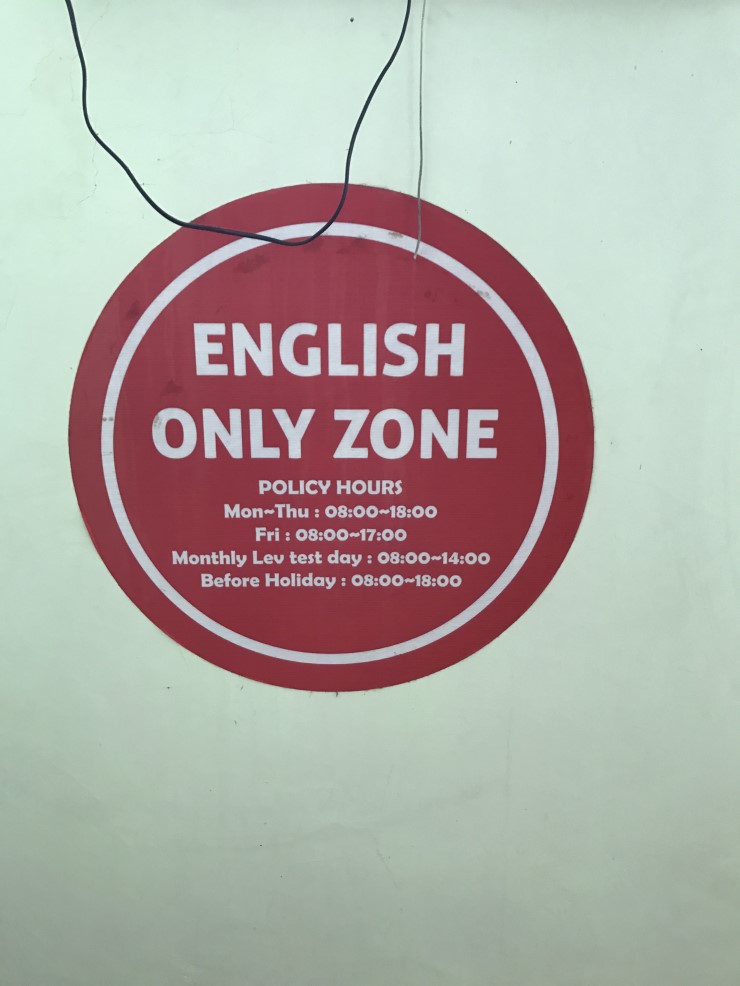 ENGLISH
ONLY ZONE
POLICY HOURS
Mon~Thu : 08:00~18:00
Fri : 08:00~17:00
Monthly Lev test day : 08:00~14:00
Before Holiday : 08:00~18:00